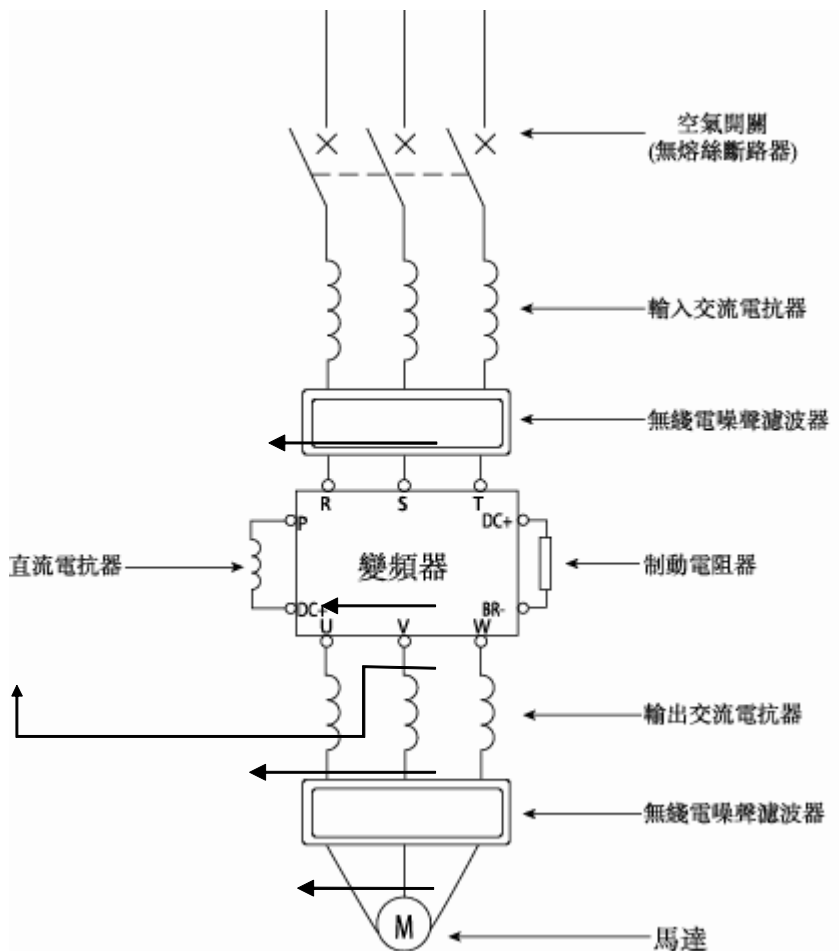 空氣開關
(無熔絲斷路器)
輸入交流電抗器
無綫電噪聲濾波器
R S T
P DC+
直流電抗器
變頻器
制動電阻器
DC+ BR-
U V W
輸出交流電抗器
無綫電噪聲濾波器
M
馬達